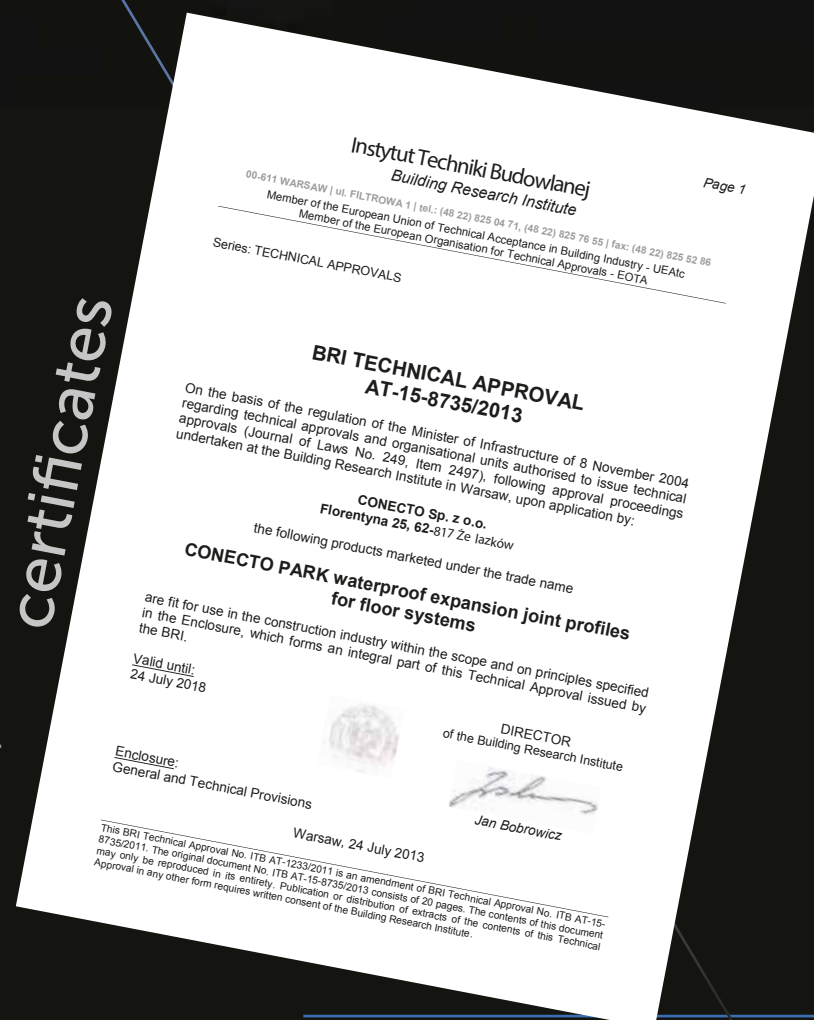 certificates
Instytut Techniki Budowlanej
Page 1
Building Research Institute
00-611 WARSAW | ul. FILTROWA 1 | tel.: (48 22) 825 04 71, (48 22) 825 76 55 | fax: (48 22) 825 52 86
Member of the European Union of Technical Acceptance in Building Industry - UEAtc
Member of the European Organisation for Technical Approvals - EOTA
Series: TECHNICAL APPROVALS
BRI TECHNICAL APPROVAL
AT-15-8735/2013
On the basis of the regulation of the Minister of Infrastructure of 8 November 2004
regarding technical approvals and organisational units authorised to issue technical
approvals (Journal of Laws No. 249, Item 2497), following approval proceedings
undertaken at the Building Research Institute in Warsaw, upon application by:
CONECTO Sp. z o.o.
Florentyna 25, 62-817 Że lazków
the following products marketed under the trade name
CONECTO PARK waterproof expansion joint profiles
for floor systems
are fit for use in the construction industry within the scope and on principles specified
in the Enclosure, which forms an integral part of this Technical Approval issued by
the BRI.
Valid until:
24 July 2018
DIRECTOR
of the Building Research Institute
Enclosure:
General and Technical Provisions
Jan Bobrowicz
Warsaw, 24 July 2013
This BRI Technical Approval No. ITB AT-1233/2011 is an amendment of BRI Technical Approval No. ITB AT-15-
8735/2011. The original document No. ITB AT-15-8735/2013 consists of 20 pages. The contents of this document
may only be reproduced in its entirety. Publication or distribution of extracts of the contents of this Technical
Approval in any other form requires written consent of the Building Research Institute.